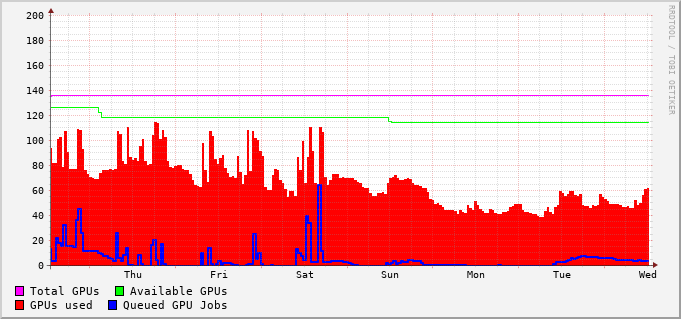 200
180
160
140
120
100
80
60
40
20
0
Thu Fri Sat Sun Mon Tue Wed
Total GPUs Available GPUs
GPUs used Queued GPU Jobs
RRDTOOL / TOBI OETIKER